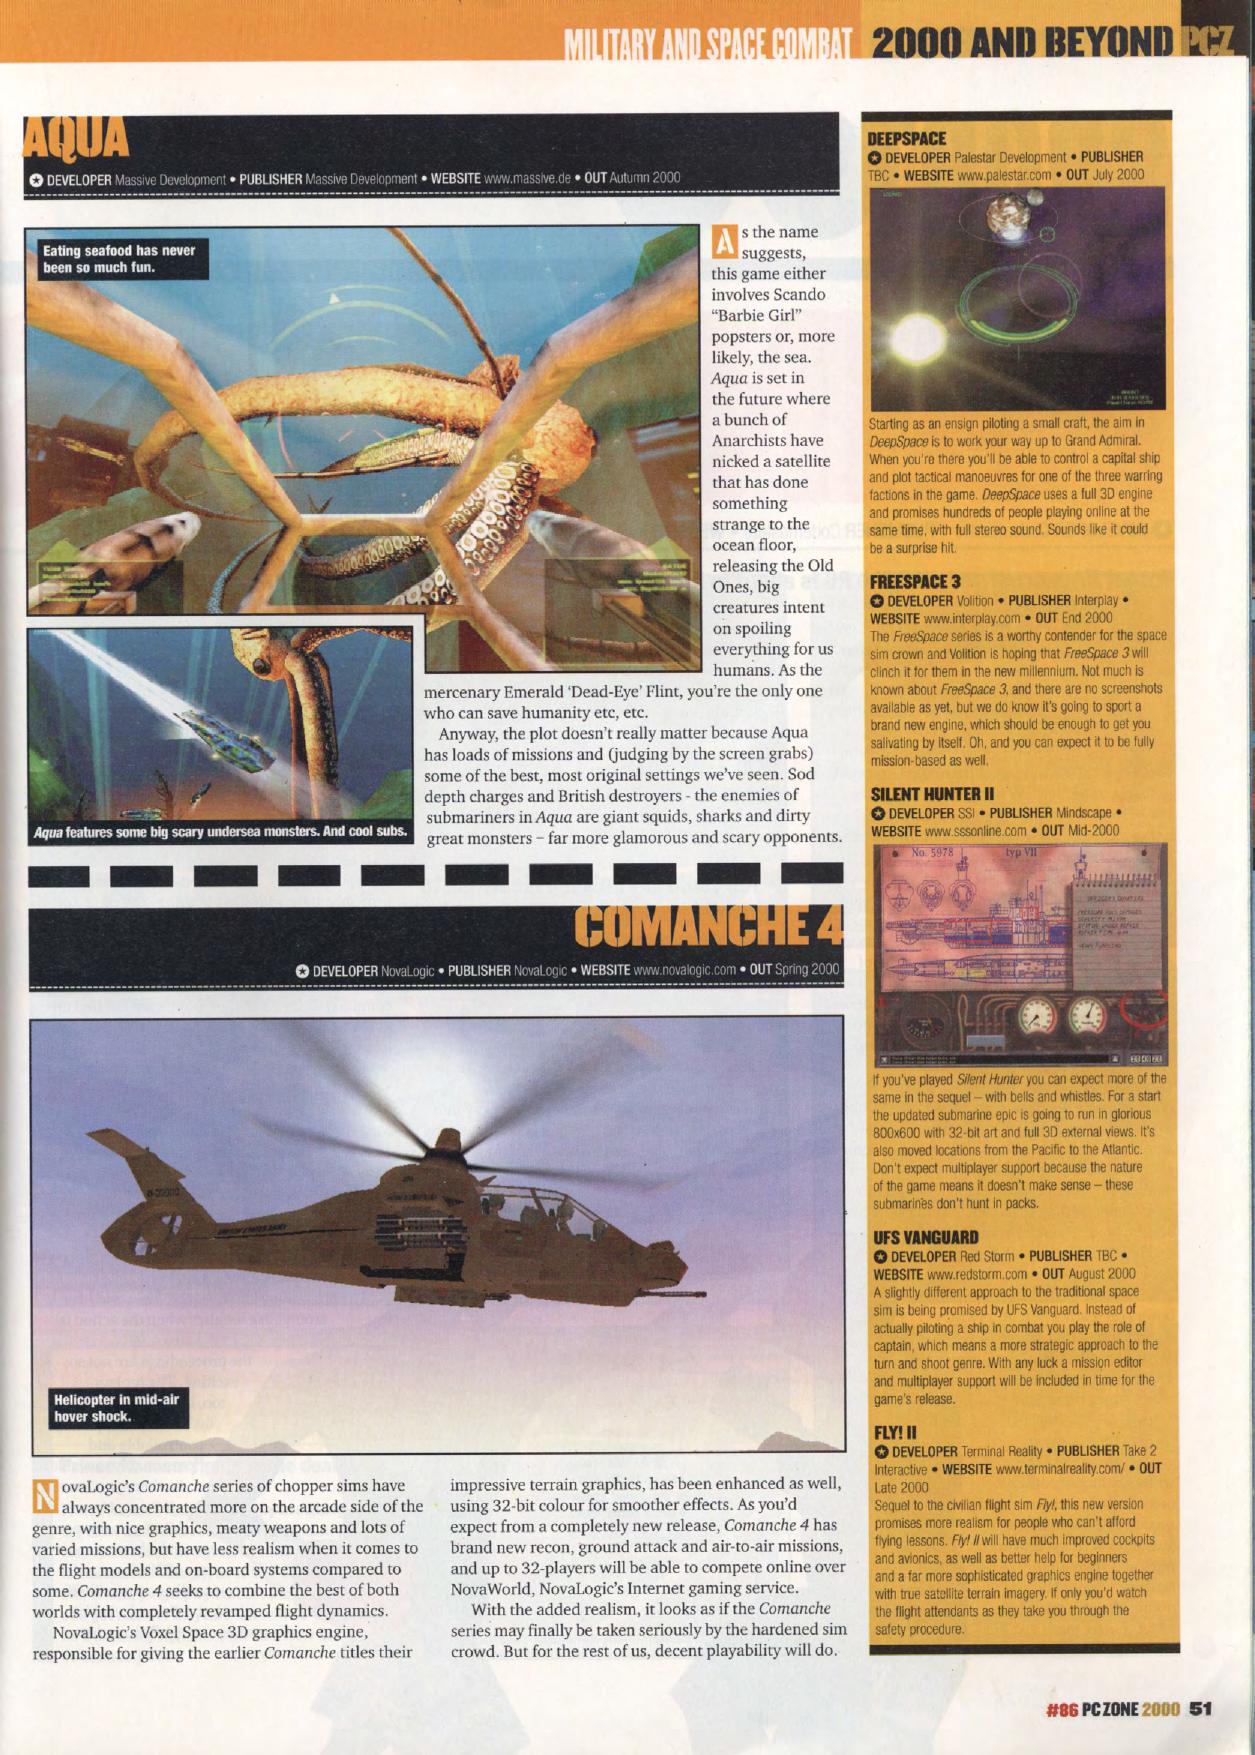 MILITARY AND SPACE COMBAT 2000 AND BEYOND PCZ
AQUA
DEVELOPER Massive Development • PUBLISHER Massive Development • WEBSITE www.massive.de • OUT Autumn 2000
Eating seafood has never
been so much fun.
As the name
suggests,
this game either
involves Scando
“Barbie Girl”
popsters or, more
likely, the sea.
Aqua is set in
the future where
a bunch of
Anarchists have
nicked a satellite
that has done
something
strange to the
ocean floor,
releasing the Old
Ones, big
creatures intent
on spoiling
everything for us
humans. As the
mercenary Emerald ‘Dead-Eye’ Flint, you’re the only one
who can save humanity etc, etc.
Anyway, the plot doesn’t really matter because Aqua
has loads of missions and (judging by the screen grabs)
some of the best, most original settings we’ve seen. Sod
depth charges and British destroyers - the enemies of
submariners in Aqua are giant squids, sharks and dirty
great monsters – far more glamorous and scary opponents.
Aqua features some big scary undersea monsters. And cool subs.
COMANCHE 4
DEVELOPER NovaLogic • PUBLISHER NovaLogic • WEBSITE www.novalogic.com • OUT Spring 2000
Helicopter in mid-air
hover shock.
NovaLogic’s Comanche series of chopper sims have
always concentrated more on the arcade side of the
genre, with nice graphics, meaty weapons and lots of
varied missions, but have less realism when it comes to
the flight models and on-board systems compared to
some. Comanche 4 seeks to combine the best of both
worlds with completely revamped flight dynamics.
NovaLogic’s Voxel Space 3D graphics engine,
responsible for giving the earlier Comanche titles their
impressive terrain graphics, has been enhanced as well,
using 32-bit colour for smoother effects. As you’d
expect from a completely new release, Comanche 4 has
brand new recon, ground attack and air-to-air missions,
and up to 32-players will be able to compete online over
NovaWorld, NovaLogic’s Internet gaming service.
With the added realism, it looks as if the Comanche
series may finally be taken seriously by the hardened sim
crowd. But for the rest of us, decent playability will do.
DEEPSPACE
DEVELOPER Palestar Development • PUBLISHER
TBC • WEBSITE www.palestar.com • OUT July 2000
Starting as an ensign piloting a small craft, the aim in
DeepSpace is to work your way up to Grand Admiral.
When you’re there you’ll be able to control a capital ship
and plot tactical manoeuvres for one of the three warring
factions in the game. DeepSpace uses a full 3D engine
and promises hundreds of people playing online at the
same time, with full stereo sound. Sounds like it could
be a surprise hit.
FREESPACE 3
DEVELOPER Volition • PUBLISHER Interplay •
WEBSITE www.interplay.com • OUT End 2000
The FreeSpace series is a worthy contender for the space
sim crown and Volition is hoping that FreeSpace 3 will
clinch it for them in the new millennium. Not much is
known about FreeSpace 3, and there are no screenshots
available as yet, but we do know it’s going to sport a
brand new engine, which should be enough to get you
salivating by itself. Oh, and you can expect it to be fully
mission-based as well.
SILENT HUNTER II
DEVELOPER SSI • PUBLISHER Mindscape •
WEBSITE www.sssonline.com • OUT Mid-2000
No. 5978 typ VII
If you’ve played Silent Hunter you can expect more of the
same in the sequel – with bells and whistles. For a start
the updated submarine epic is going to run in glorious
800x600 with 32-bit art and full 3D external views. It’s
also moved locations from the Pacific to the Atlantic.
Don’t expect multiplayer support because the nature
of the game means it doesn’t make sense – these
submarines don’t hunt in packs.
UFS VANGUARD
DEVELOPER Red Storm • PUBLISHER TBC •
WEBSITE www.redstorm.com • OUT August 2000
A slightly different approach to the traditional space
sim is being promised by UFS Vanguard. Instead of
actually piloting a ship in combat you play the role of
captain, which means a more strategic approach to the
turn and shoot genre. With any luck a mission editor
and multiplayer support will be included in time for the
game’s release.
FLY! II
DEVELOPER Terminal Reality • PUBLISHER Take 2
Interactive • WEBSITE www.terminalreality.com/ • OUT
Late 2000
Sequel to the civilian flight sim Fly!, this new version
promises more realism for people who can’t afford
flying lessons. Fly! II will have much improved cockpits
and avionics, as well as better help for beginners
and a far more sophisticated graphics engine together
with true satellite terrain imagery. If only you’d watch
the flight attendants as they take you through the
safety procedure.
#86 PC ZONE 2000 51